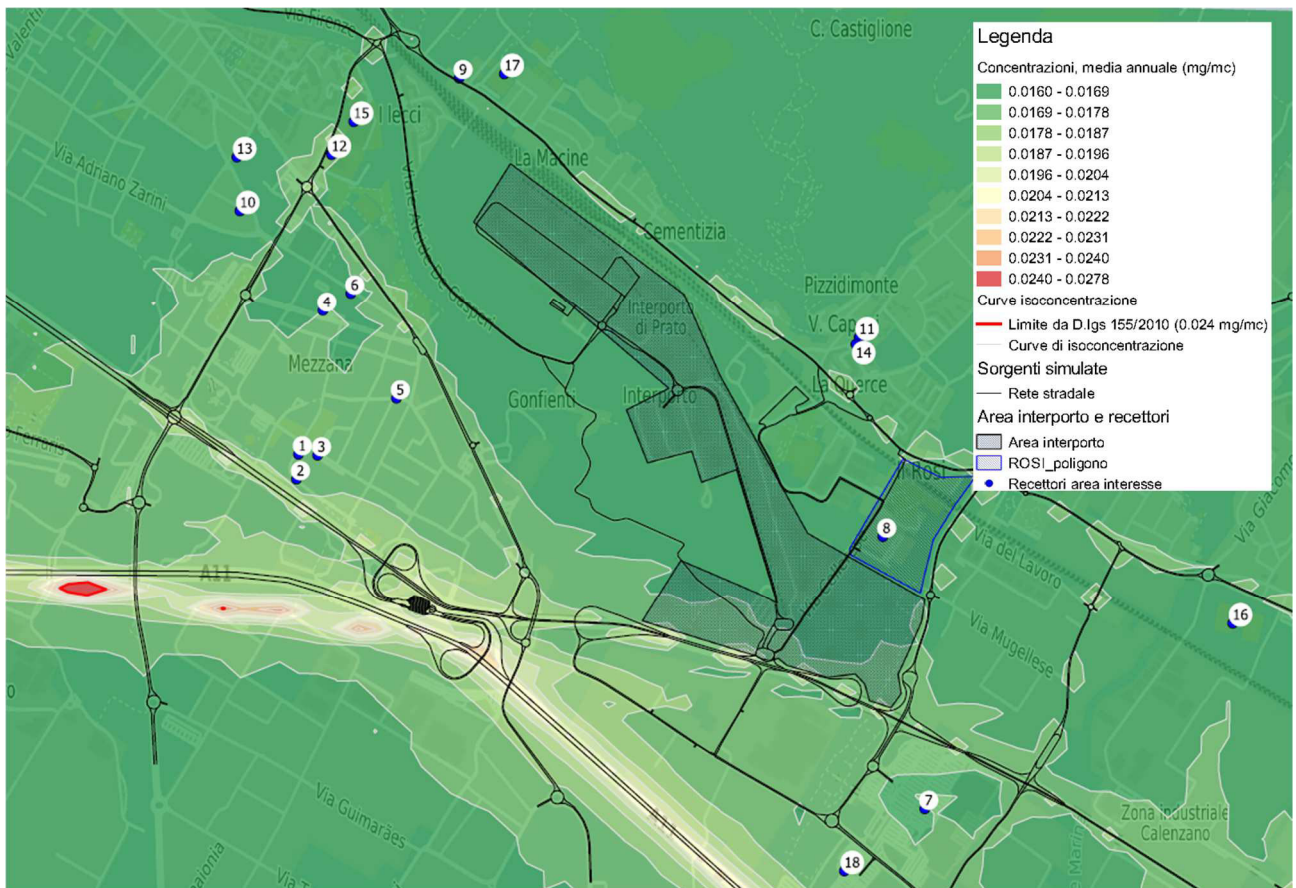 Via Firenze
C. Castiglione
9
17
15
12
13
La Macine
Via Adriano Zarini
10
Cementizia
6
4
Pizzidimonte
Interporto
di Prato
11
14
Mezzana
La Querce
5
Gonfienti
Interporto
1
3
2
8
A11
Via del Lavoro
16
Via Mugellese
Via Guimarães
7
Zona industriale
Calenzano
18
Legenda
Concentrazioni, media annuale (mg/mc)
0.0160 - 0.0169
0.0169 - 0.0178
0.0178 - 0.0187
0.0187 - 0.0196
0.0196 - 0.0204
0.0204 - 0.0213
0.0213 - 0.0222
0.0222 - 0.0231
0.0231 - 0.0240
0.0240 - 0.0278
Curve isoconcentrazione
Limite da D.lgs 155/2010 (0.024 mg/mc)
Curve di isoconcentrazione
Sorgenti simulate
Rete stradale
Area interporto e recettori
Area interporto
ROSI_poligono
Recettori area interesse